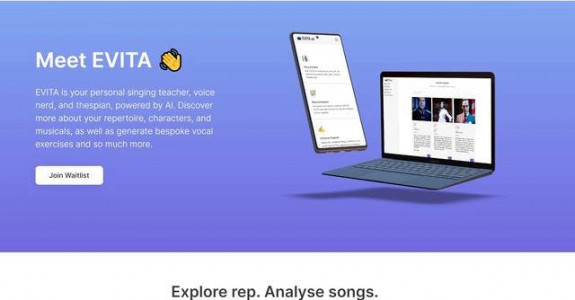 Meet EVITA 👋
EVITA is your personal singing teacher, voice
nerd, and thespian, powered by AI. Discover
more about your repertoire, characters, and
musicals, as well as generate bespoke vocal
exercises and so much more.
Join Waitlist
EVITA
Explore rep. Analyse songs.